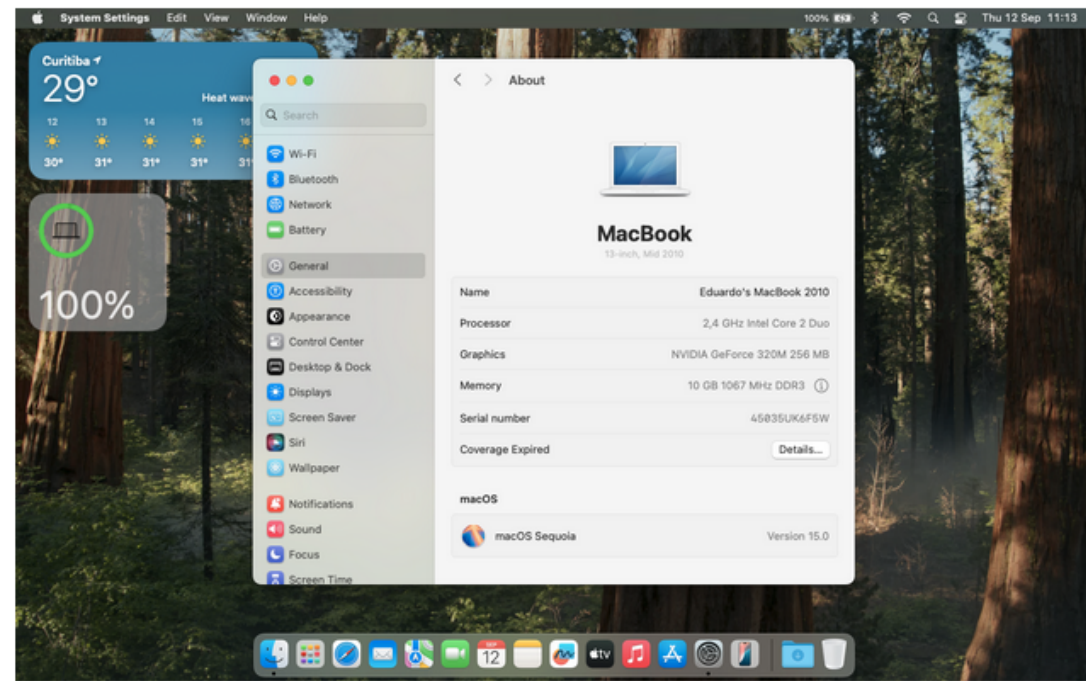 System Settings Edit View Window Help 100% Thu 12 Sep 11:13
Curitiba
29°
Heat wave
12 13 14 15 16
30° 31° 31° 31° 31°
100%
Search
Wi-Fi
Bluetooth
Network
Battery
General
Accessibility
Appearance
Control Center
Desktop & Dock
Displays
Screen Saver
Siri
Wallpaper
Notifications
Sound
Focus
Screen Time
About
MacBook
13-inch, Mid 2010
Name Eduardo's MacBook 2010
Processor 2,4 GHz Intel Core 2 Duo
Graphics NVIDIA GeForce 320M 256 MB
Memory 10 GB 1067 MHz DDR3
Serial number 45035UK6F5W
Coverage Expired Details...
macOS
macOS Sequoia Version 15.0
SEP
12
tv